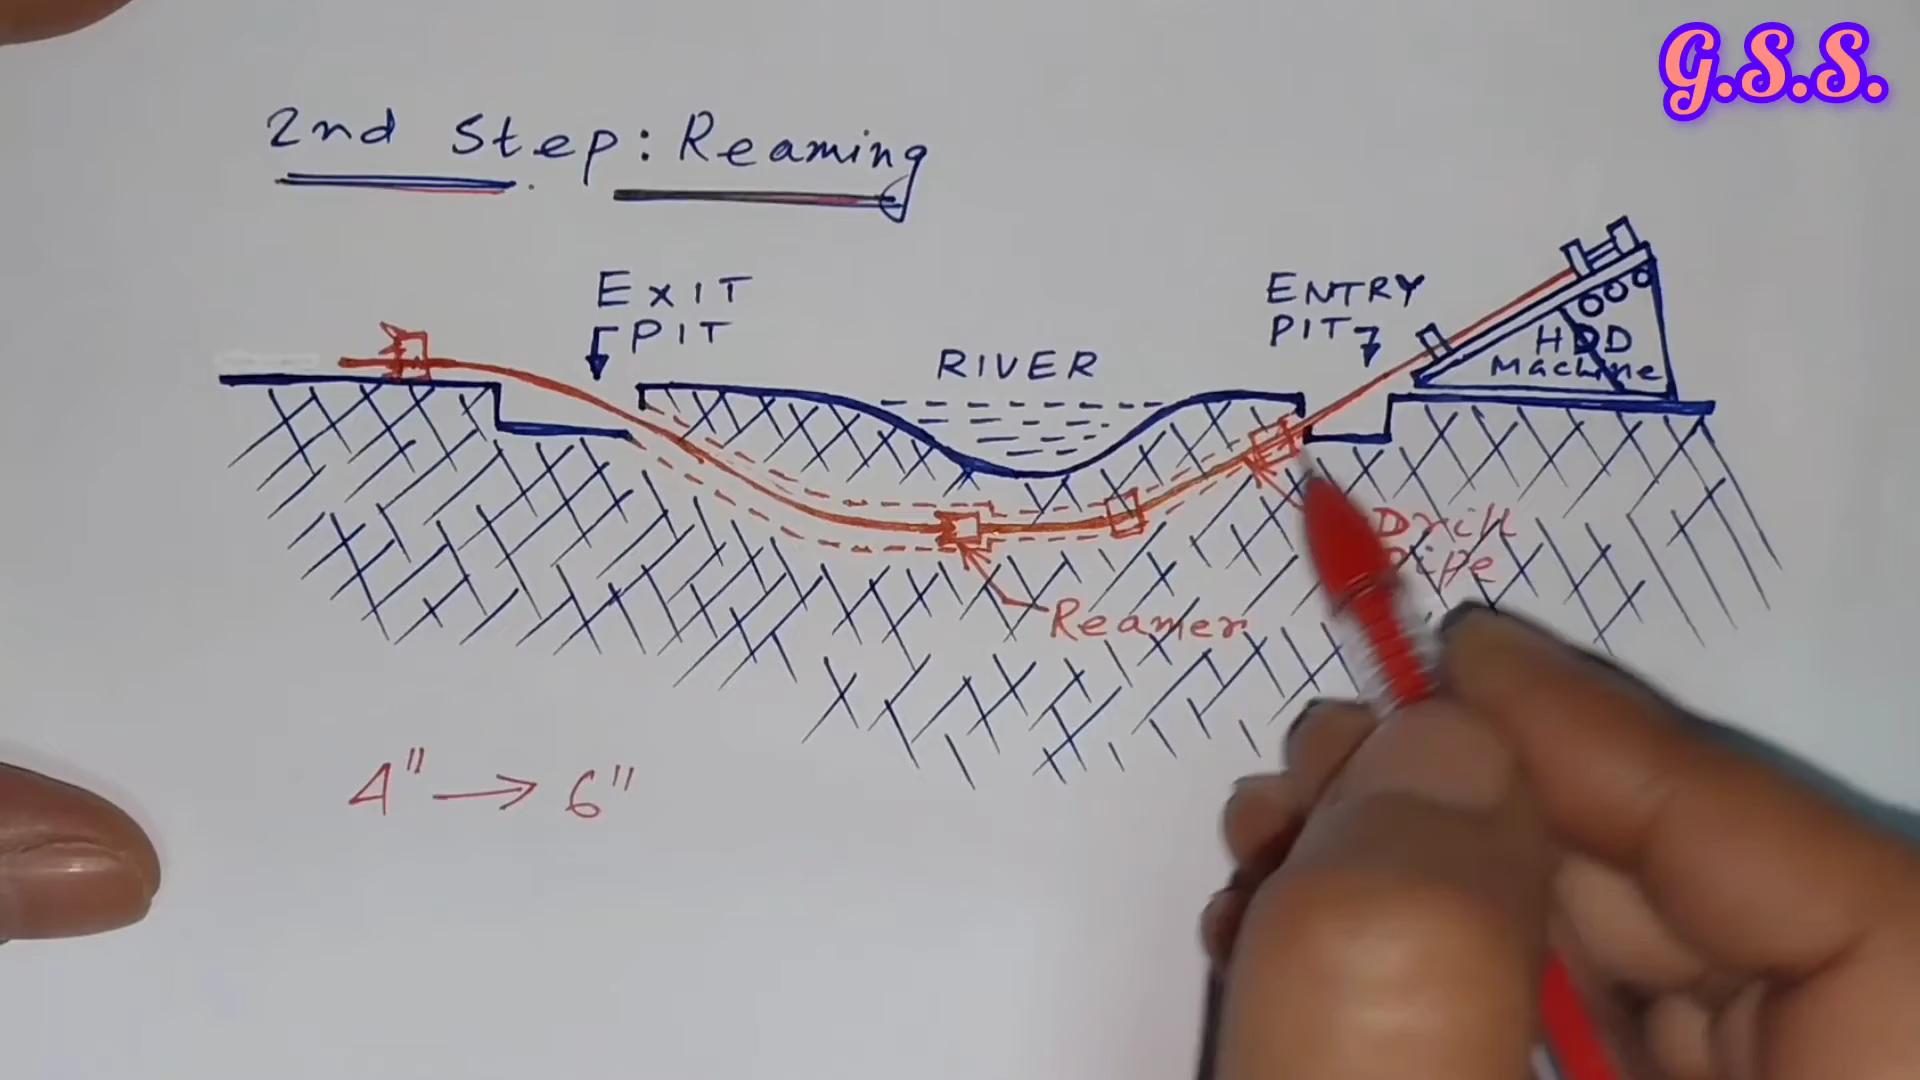 G.S.S.
2nd Step: Reaming
EXIT
PIT
ENTRY
PIT
RIVER
HDD
Machine
Drill
Pipe
Reamer
4" → 6"